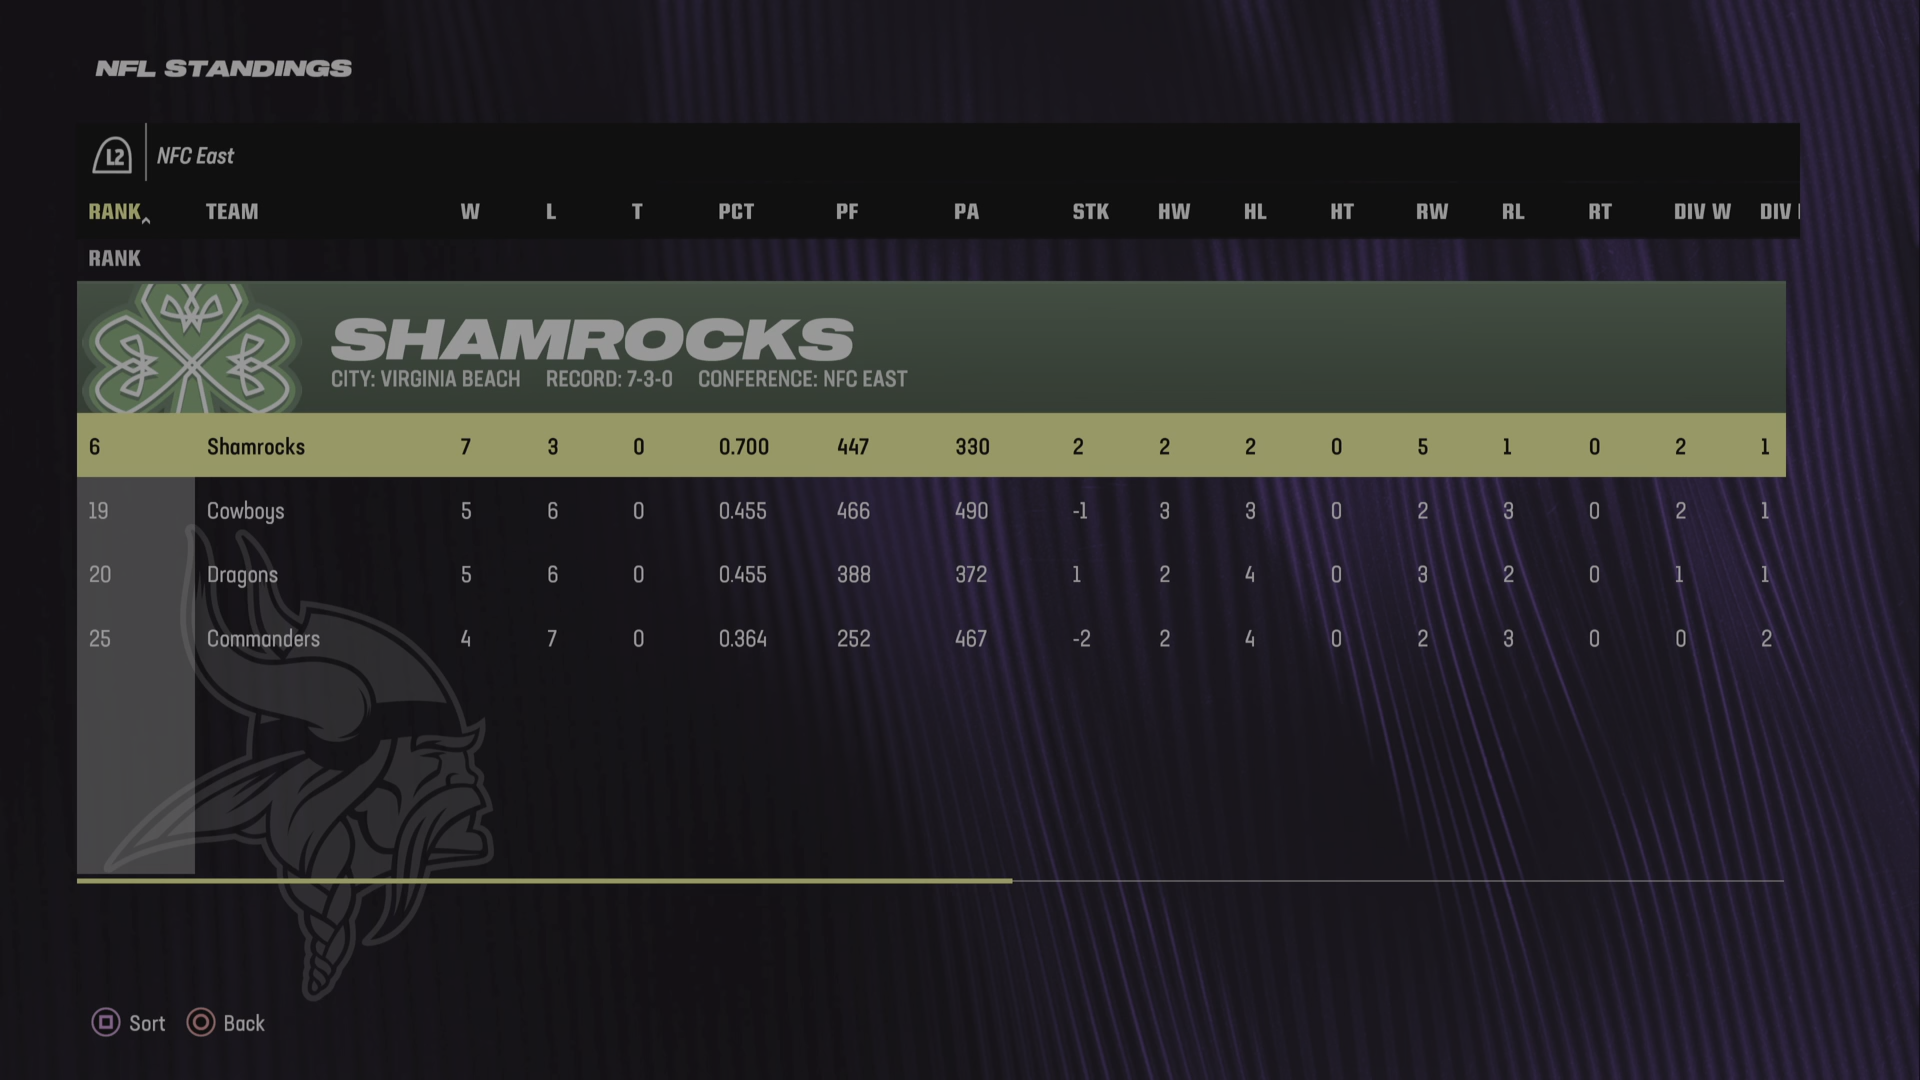 NFL STANDINGS
L2 NFC East
RANK TEAM W L T PCT PF PA STK HW HL HT RW RL RT DIV W DIV
RANK
SHAMROCKS
CITY: VIRGINIA BEACH RECORD: 7-3-0 CONFERENCE: NFC EAST
6 Shamrocks 7 3 0 0.700 447 330 2 2 2 0 5 1 0 2 1
19 Cowboys 5 6 0 0.455 466 490 -1 3 3 0 2 3 0 2 1
20 Dragons 5 6 0 0.455 388 372 1 2 4 0 3 2 0 1 1
25 Commanders 4 7 0 0.364 252 467 -2 2 4 0 2 3 0 0 2
Sort Back